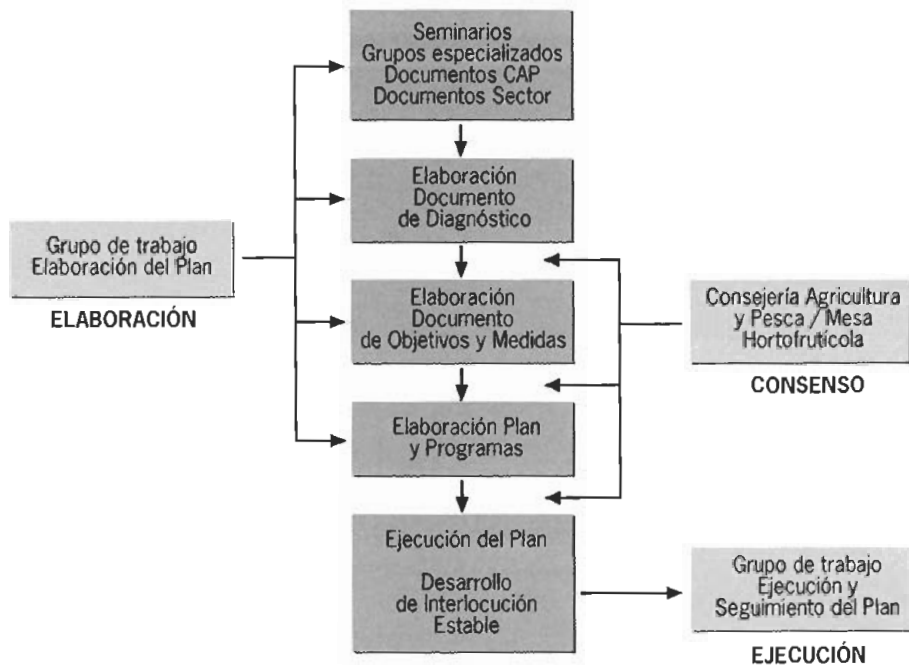 Seminarios
Grupos especializados
Documentos CAP
Documentos Sector
Elaboración
Documento
de Diagnóstico
Grupo de trabajo
Elaboración del Plan
ELABORACIÓN
Elaboración
Documento
de Objetivos y Medidas
Consejería Agricultura
y Pesca / Mesa
Hortofrutícola
CONSENSO
Elaboración Plan
y Programas
Ejecución del Plan
Desarrollo
de Interlocución
Estable
Grupo de trabajo
Ejecución y
Seguimiento del Plan
EJECUCIÓN